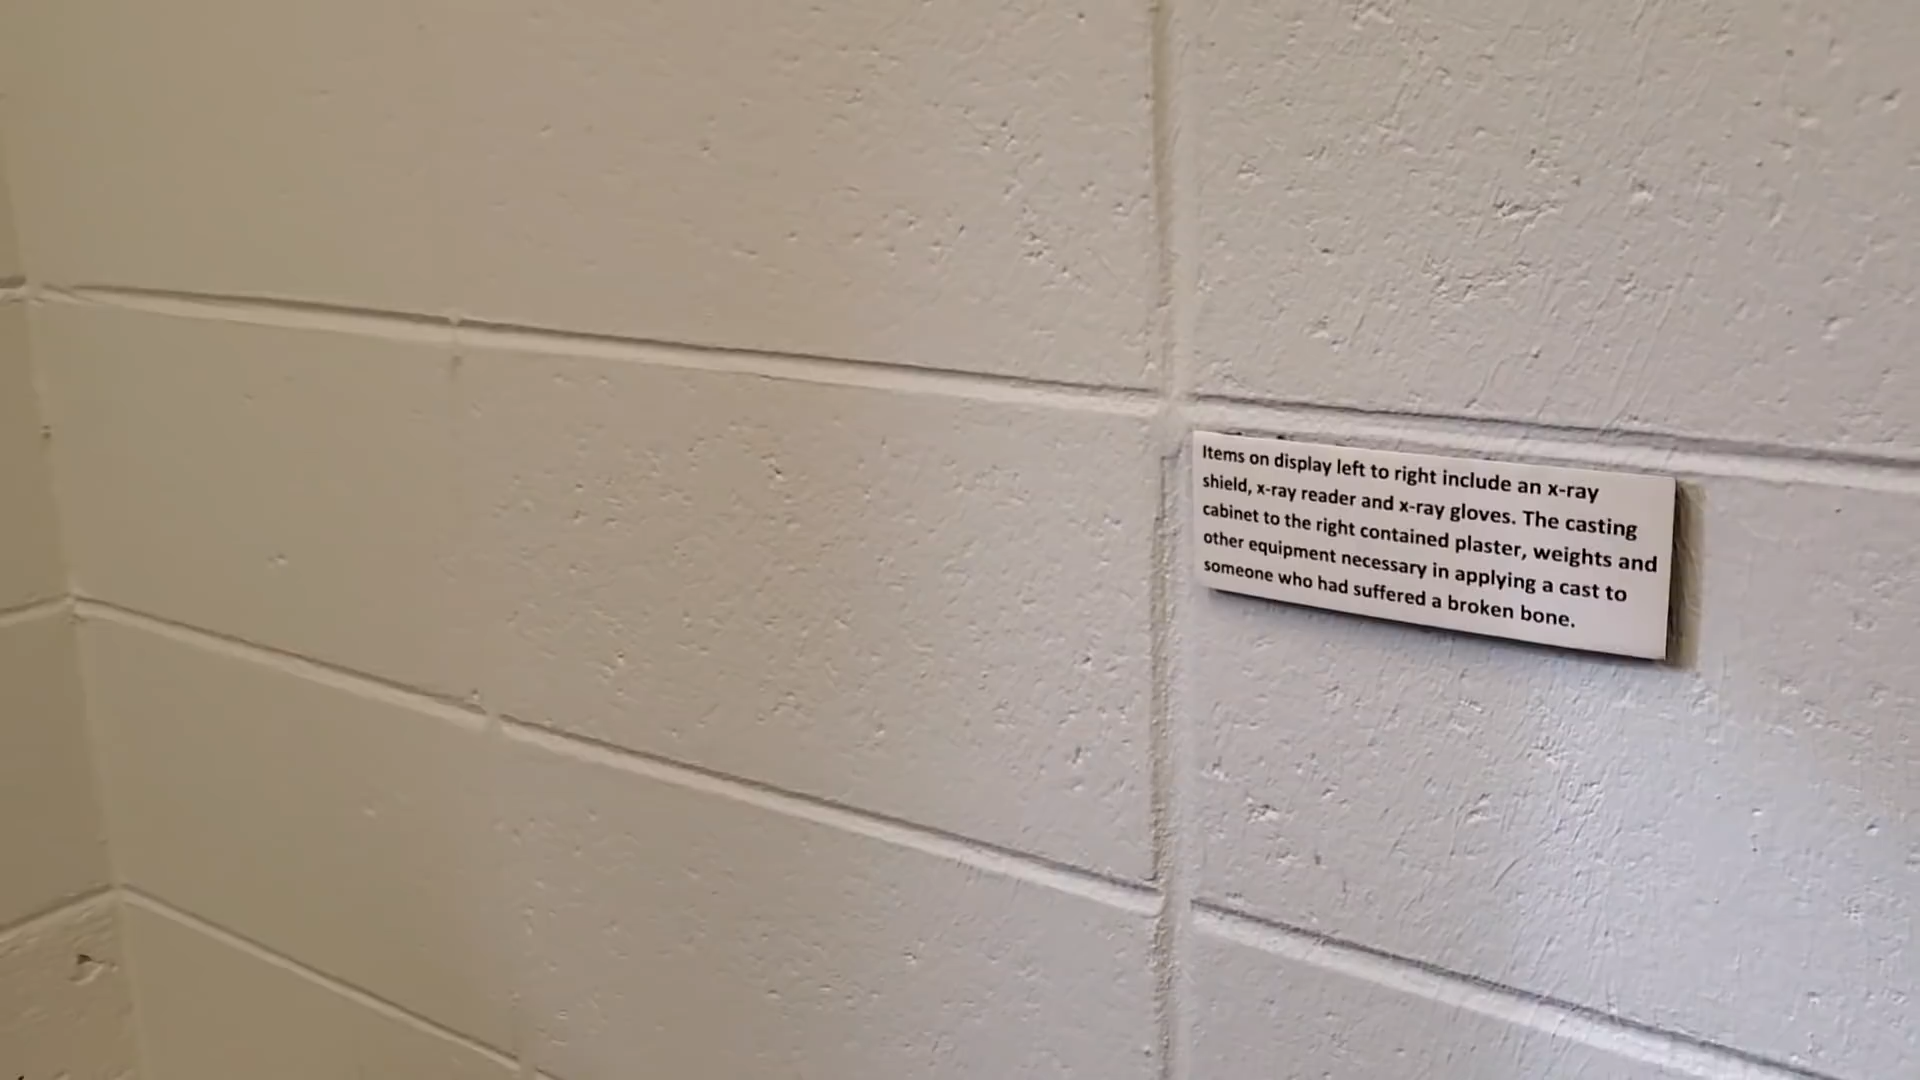 Items on display left to right include an x-ray
shield, x-ray reader and x-ray gloves. The casting
cabinet to the right contained plaster, weights and
other equipment necessary in applying a cast to
someone who had suffered a broken bone.